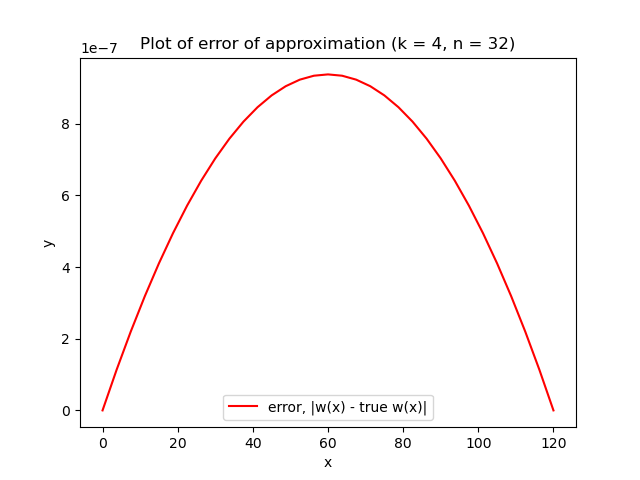 Plot of error of approximation (k = 4, n = 32)
1e−7
8
6
4
2
0
y
error, |w(x) - true w(x)|
0 20 40 60 80 100 120
x